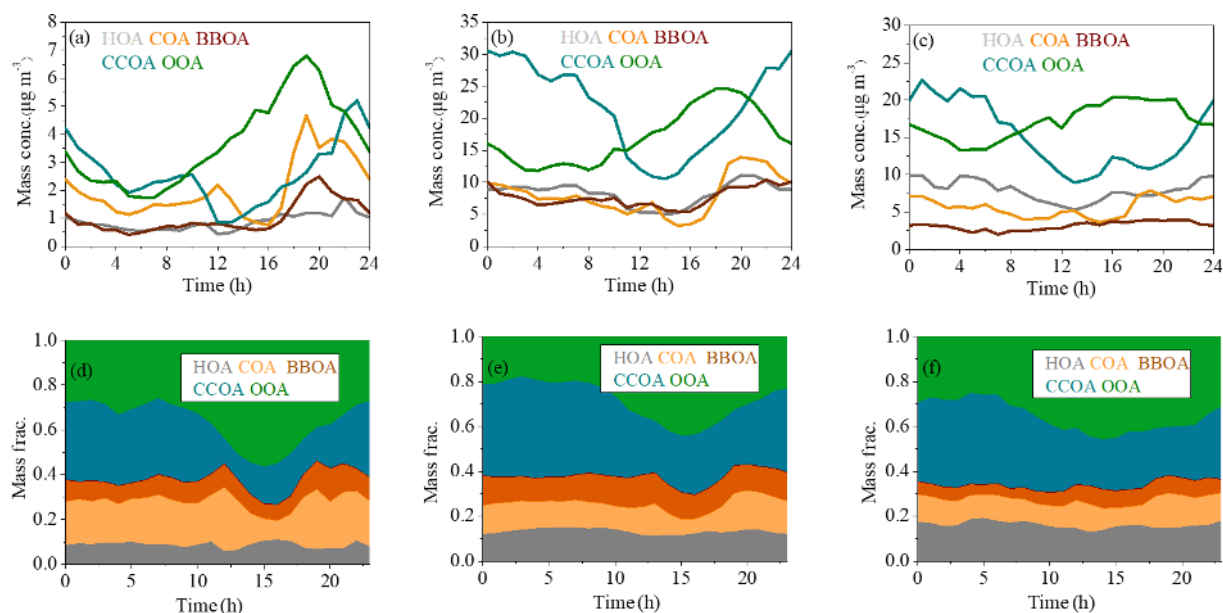 (a)
HOA COA BBOA
CCOA OOA
Mass conc.(μg m⁻³)
8
7
6
5
4
3
2
1
0
0 4 8 12 16 20 24
Time (h)
(b)
HOA COA BBOA
CCOA OOA
Mass conc.(μg m⁻³)
35
30
25
20
15
10
5
0
0 4 8 12 16 20 24
Time (h)
(c)
HOA COA BBOA
CCOA OOA
Mass conc.(μg m⁻³)
30
25
20
15
10
5
0
0 4 8 12 16 20 24
Time (h)
(d)
HOA COA BBOA
CCOA OOA
Mass frac.
1.0
0.8
0.6
0.4
0.2
0.0
0 5 10 15 20
Time (h)
(e)
HOA COA BBOA
CCOA OOA
Mass frac.
1.0
0.8
0.6
0.4
0.2
0.0
0 5 10 15 20
Time (h)
(f)
HOA COA BBOA
CCOA OOA
Mass frac.
1.0
0.8
0.6
0.4
0.2
0.0
0 5 10 15 20
Time (h)